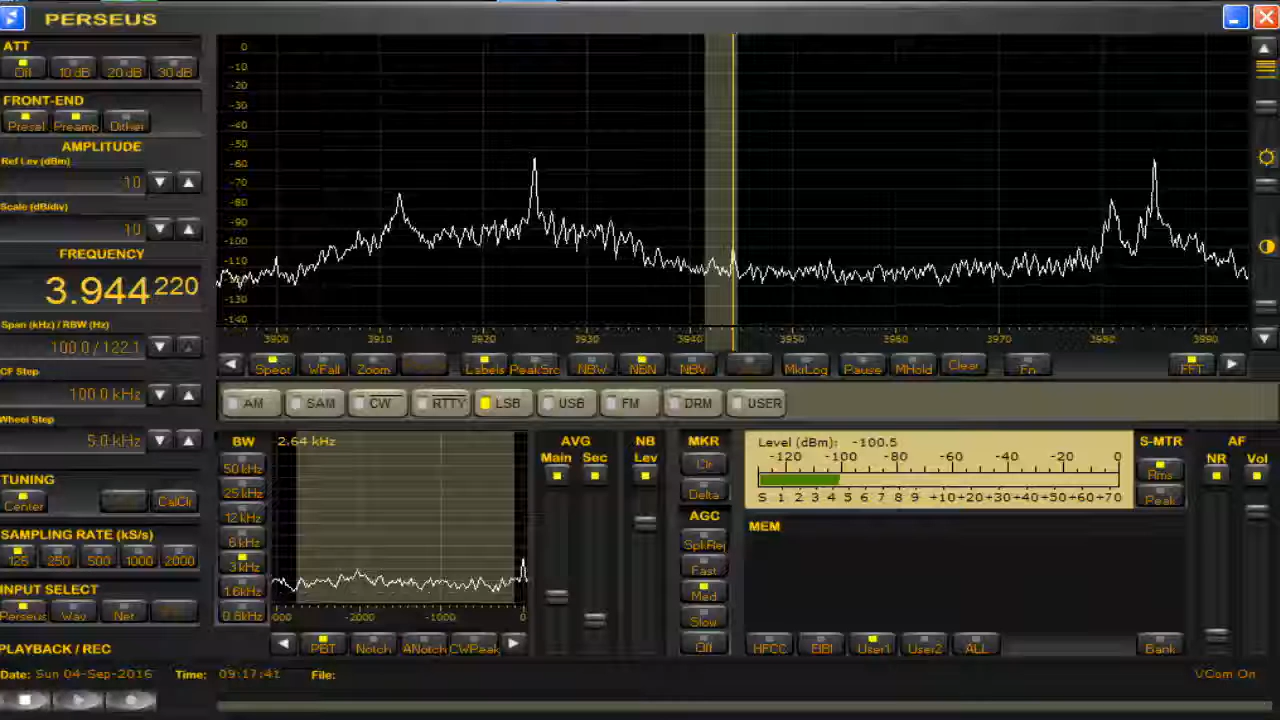 PERSEUS
ATT
Off 10 dB 20 dB 30 dB
FRONT-END
Presel Preamp Dither
AMPLITUDE
Ref Lev (dBm)
10
Scale (dB/div)
10
FREQUENCY
3.944220
Span (kHz) / RBW (Hz)
100.0 / 122.1
CF Step
100.0 kHz
Wheel Step
5.0 kHz
TUNING
Center CalClr
SAMPLING RATE (kS/s)
125 250 500 1000 2000
INPUT SELECT
Perseus Wav Net
PLAYBACK / REC
Date: Sun 04-Sep-2016 Time: 09:17:41 File:
0
-10
-20
-30
-40
-50
-60
-70
-80
-90
-100
-110
-120
-130
-140
3900 3910 3920 3930 3940 3950 3960 3970 3980 3990
Spect WFall Zoom Labels PeakSrc NBW NBN NBV MkrLog Pause MHold Clear Fn FFT
AM SAM CW RTTY LSB USB FM DRM USER
BW
50 kHz
25 kHz
12 kHz
6 kHz
3 kHz
1.6kHz
0.8kHz
2.64 kHz
000 -2000 -1000 0
PBT Notch ANotch CWPeak
AVG
Main Sec
NB
Lev
MKR
Clr
Delta
AGC
SplRej
Fast
Med
Slow
Off
Level (dBm): -100.5
-120 -100 -80 -60 -40 -20 0
S 1 2 3 4 5 6 7 8 9 +10+20+30+40+50+60+70
S-MTR
Rms
Peak
AF
NR Vol
MEM
HFCC EIBI User1 User2 ALL Bank
VCom On